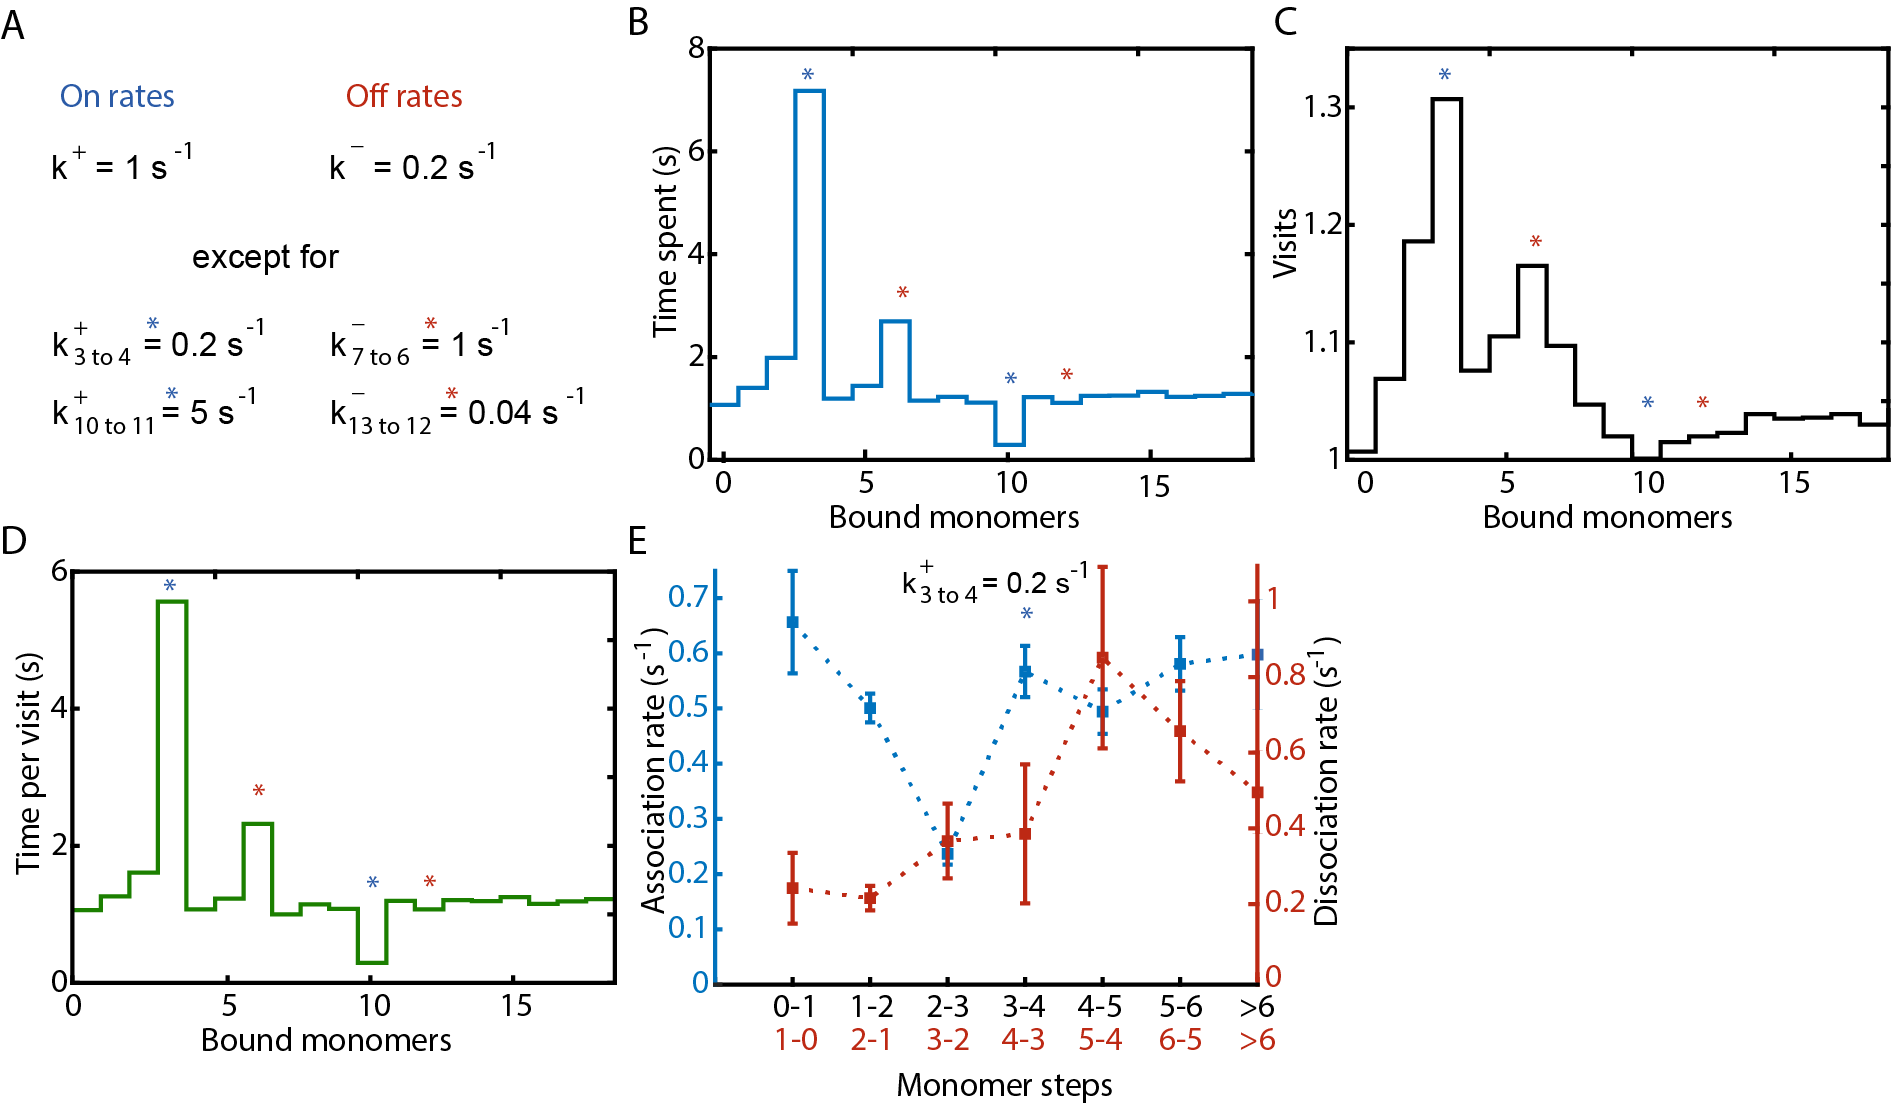 A
On rates Off rates
k+ = 1 s-1 k− = 0.2 s-1
except for
k+ 3 to 4 * = 0.2 s-1 k− 7 to 6 * = 1 s-1
k+ 10 to 11 * = 5 s-1 k− 13 to 12 * = 0.04 s-1
B
Time spent (s)
8
6
4
2
0
* * * *
0 5 10 15
Bound monomers
C
Visits
1.3
1.2
1.1
1
* * * *
0 5 10 15
Bound monomers
D
Time per visit (s)
6
4
2
0
* * * *
0 5 10 15
Bound monomers
E
k+ 3 to 4 = 0.2 s-1
*
Association rate (s-1)
0.7
0.6
0.5
0.4
0.3
0.2
0.1
0
Dissociation rate (s-1)
1
0.8
0.6
0.4
0.2
0
0-1 1-2 2-3 3-4 4-5 5-6 >6
1-0 2-1 3-2 4-3 5-4 6-5 >6
Monomer steps